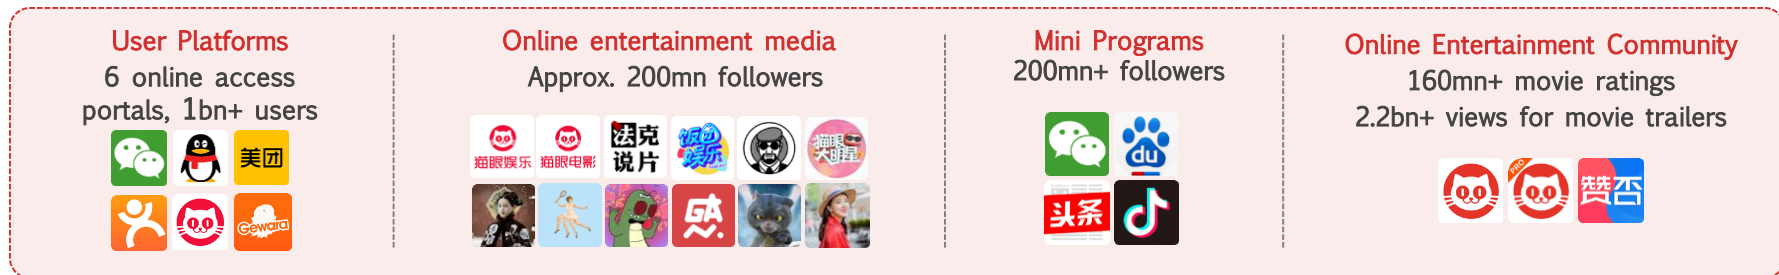 User Platforms
6 online access
portals, 1bn+ users
美团
Gewara
Online entertainment media
Approx. 200mn followers
猫眼娱乐
猫眼电影
法克
说片
饭团
娱乐
猫眼
大明星
Mini Programs
200mn+ followers
du
头条
Online Entertainment Community
160mn+ movie ratings
2.2bn+ views for movie trailers
PRO
赞否